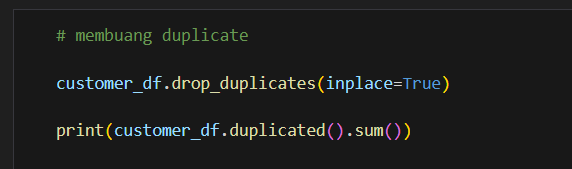 # membuang duplicate
customer_df.drop_duplicates(inplace=True)
print(customer_df.duplicated().sum())